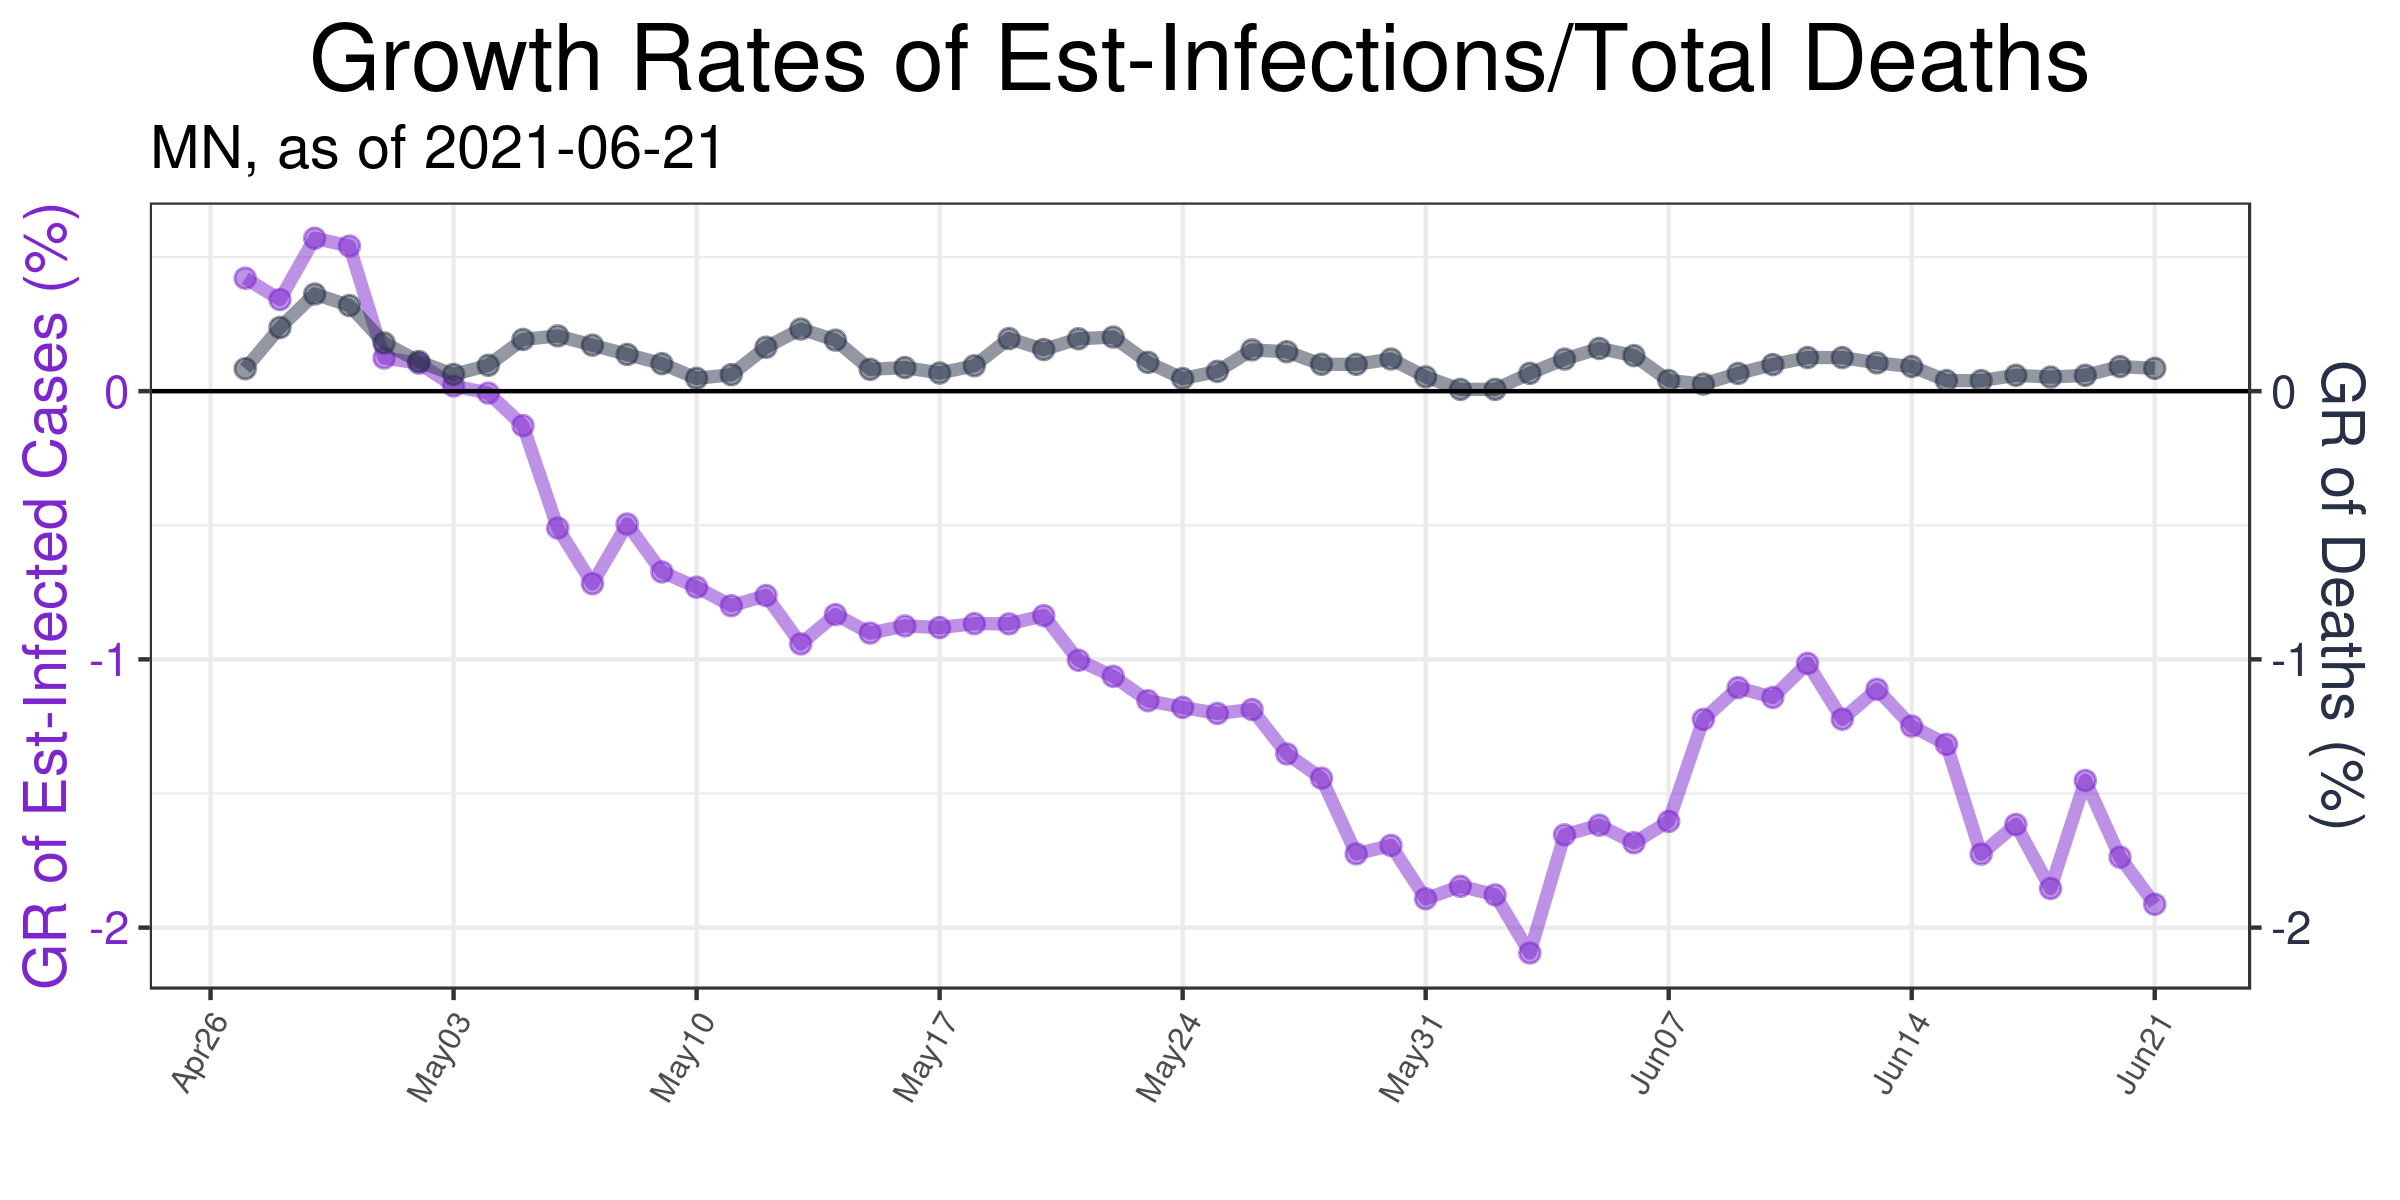 Growth Rates of Est-Infections/Total Deaths
MN, as of 2021-06-21
GR of Est-Infected Cases (%)
0
-1
-2
0
-1
-2
GR of Deaths (%)
Apr26
May03
May10
May17
May24
May31
Jun07
Jun14
Jun21